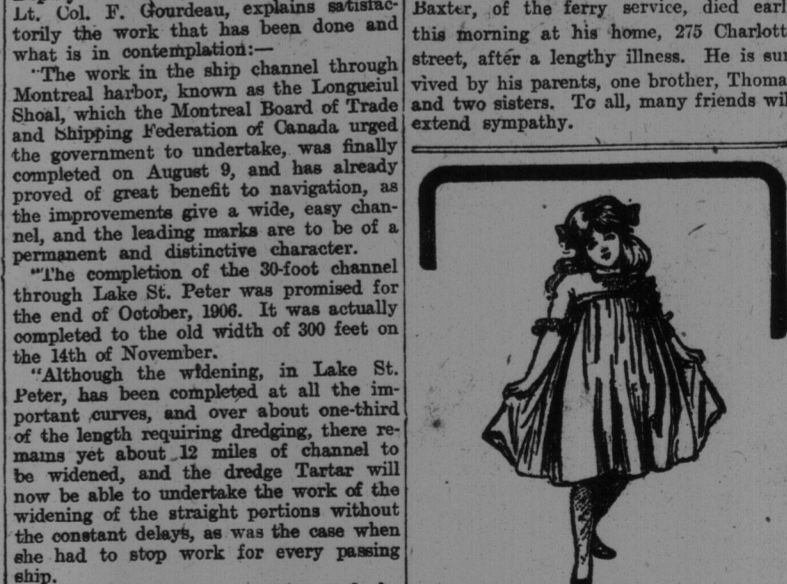 Lt. Col. F. Gourdeau, explains satisfac-
torily the work that has been done and
what is in contemplation:—
"The work in the ship channel through
Montreal harbor, known as the Longueiul
Shoal, which the Montreal Board of Trade
and Shipping Federation of Canada urged
the government to undertake, was finally
completed on August 9, and has already
proved of great benefit to navigation, as
the improvements give a wide, easy chan-
nel, and the leading marks are to be of a
permanent and distinctive character.
"The completion of the 30-foot channel
through Lake St. Peter was promised for
the end of October, 1906. It was actually
completed to the old width of 300 feet on
the 14th of November.
"Although the widening, in Lake St.
Peter, has been completed at all the im-
portant curves, and over about one-third
of the length requiring dredging, there re-
mains yet about 12 miles of channel to
be widened, and the dredge Tartar will
now be able to undertake the work of the
widening of the straight portions without
the constant delays, as was the case when
she had to stop work for every passing
ship.
Baxter, of the ferry service, died earl
this morning at his home, 275 Charlott
street, after a lengthy illness. He is sur
vived by his parents, one brother, Thoma
and two sisters. To all, many friends wil
extend sympathy.